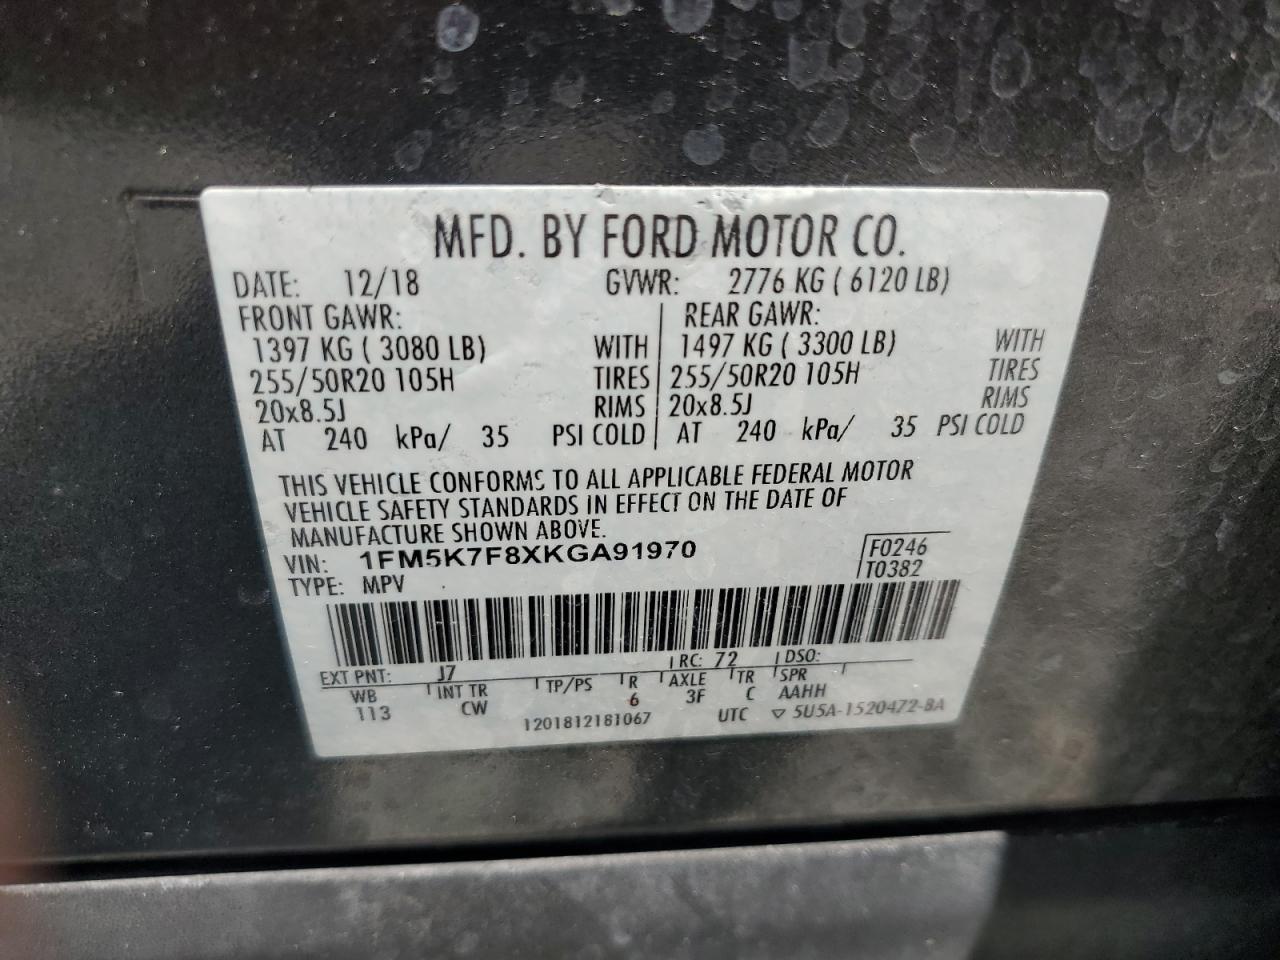 MFD. BY FORD MOTOR CO.
DATE: 12/18 GVWR: 2776 KG ( 6120 LB)
FRONT GAWR: REAR GAWR:
1397 KG ( 3080 LB) WITH 1497 KG ( 3300 LB) WITH
255/50R20 105H TIRES 255/50R20 105H TIRES
20x8.5J RIMS 20x8.5J RIMS
AT 240 kPa/ 35 PSI COLD AT 240 kPa/ 35 PSI COLD
THIS VEHICLE CONFORMS TO ALL APPLICABLE FEDERAL MOTOR
VEHICLE SAFETY STANDARDS IN EFFECT ON THE DATE OF
MANUFACTURE SHOWN ABOVE.
VIN: 1FM5K7F8XKGA91970 F0246
TYPE: MPV T0382
EXT PNT: J7 RC: 72 DSO:
WB INT TR TP/PS R AXLE TR SPR
113 CW 6 3F C AAHH
1201812181067 UTC ▽ 5U5A-1520472-BA